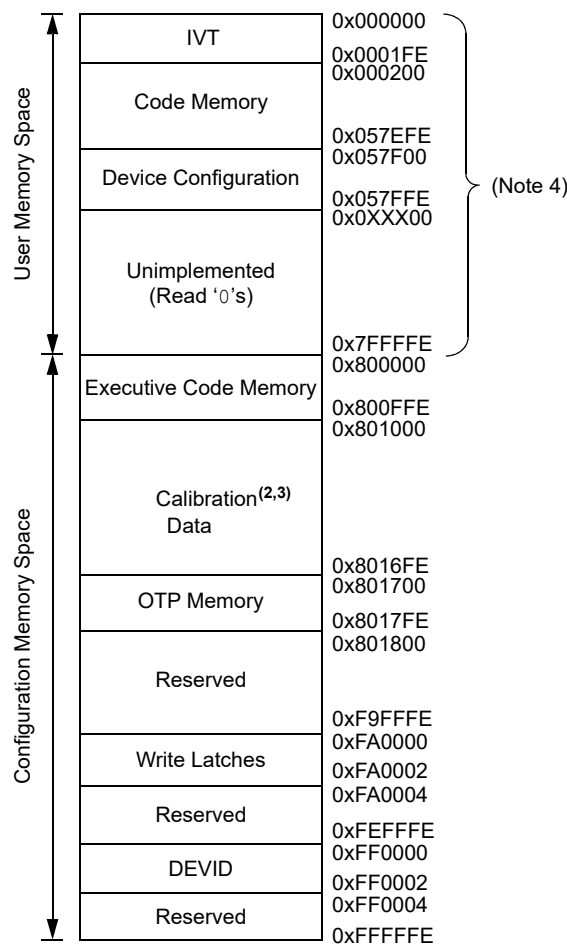 User Memory Space
IVT
0x000000
0x0001FE
0x000200
Code Memory
0x057EFE
0x057F00
Device Configuration
0x057FFE
0x0XXX00
Unimplemented
(Read ‘0’s)
0x7FFFFE
(Note 4)
Configuration Memory Space
0x800000
Executive Code Memory
0x800FFE
0x801000
Calibration(2,3)
Data
0x8016FE
0x801700
OTP Memory
0x8017FE
0x801800
Reserved
0xF9FFFE
0xFA0000
Write Latches
0xFA0002
0xFA0004
Reserved
0xFEFFFE
0xFF0000
DEVID
0xFF0002
0xFF0004
Reserved
0xFFFFFE